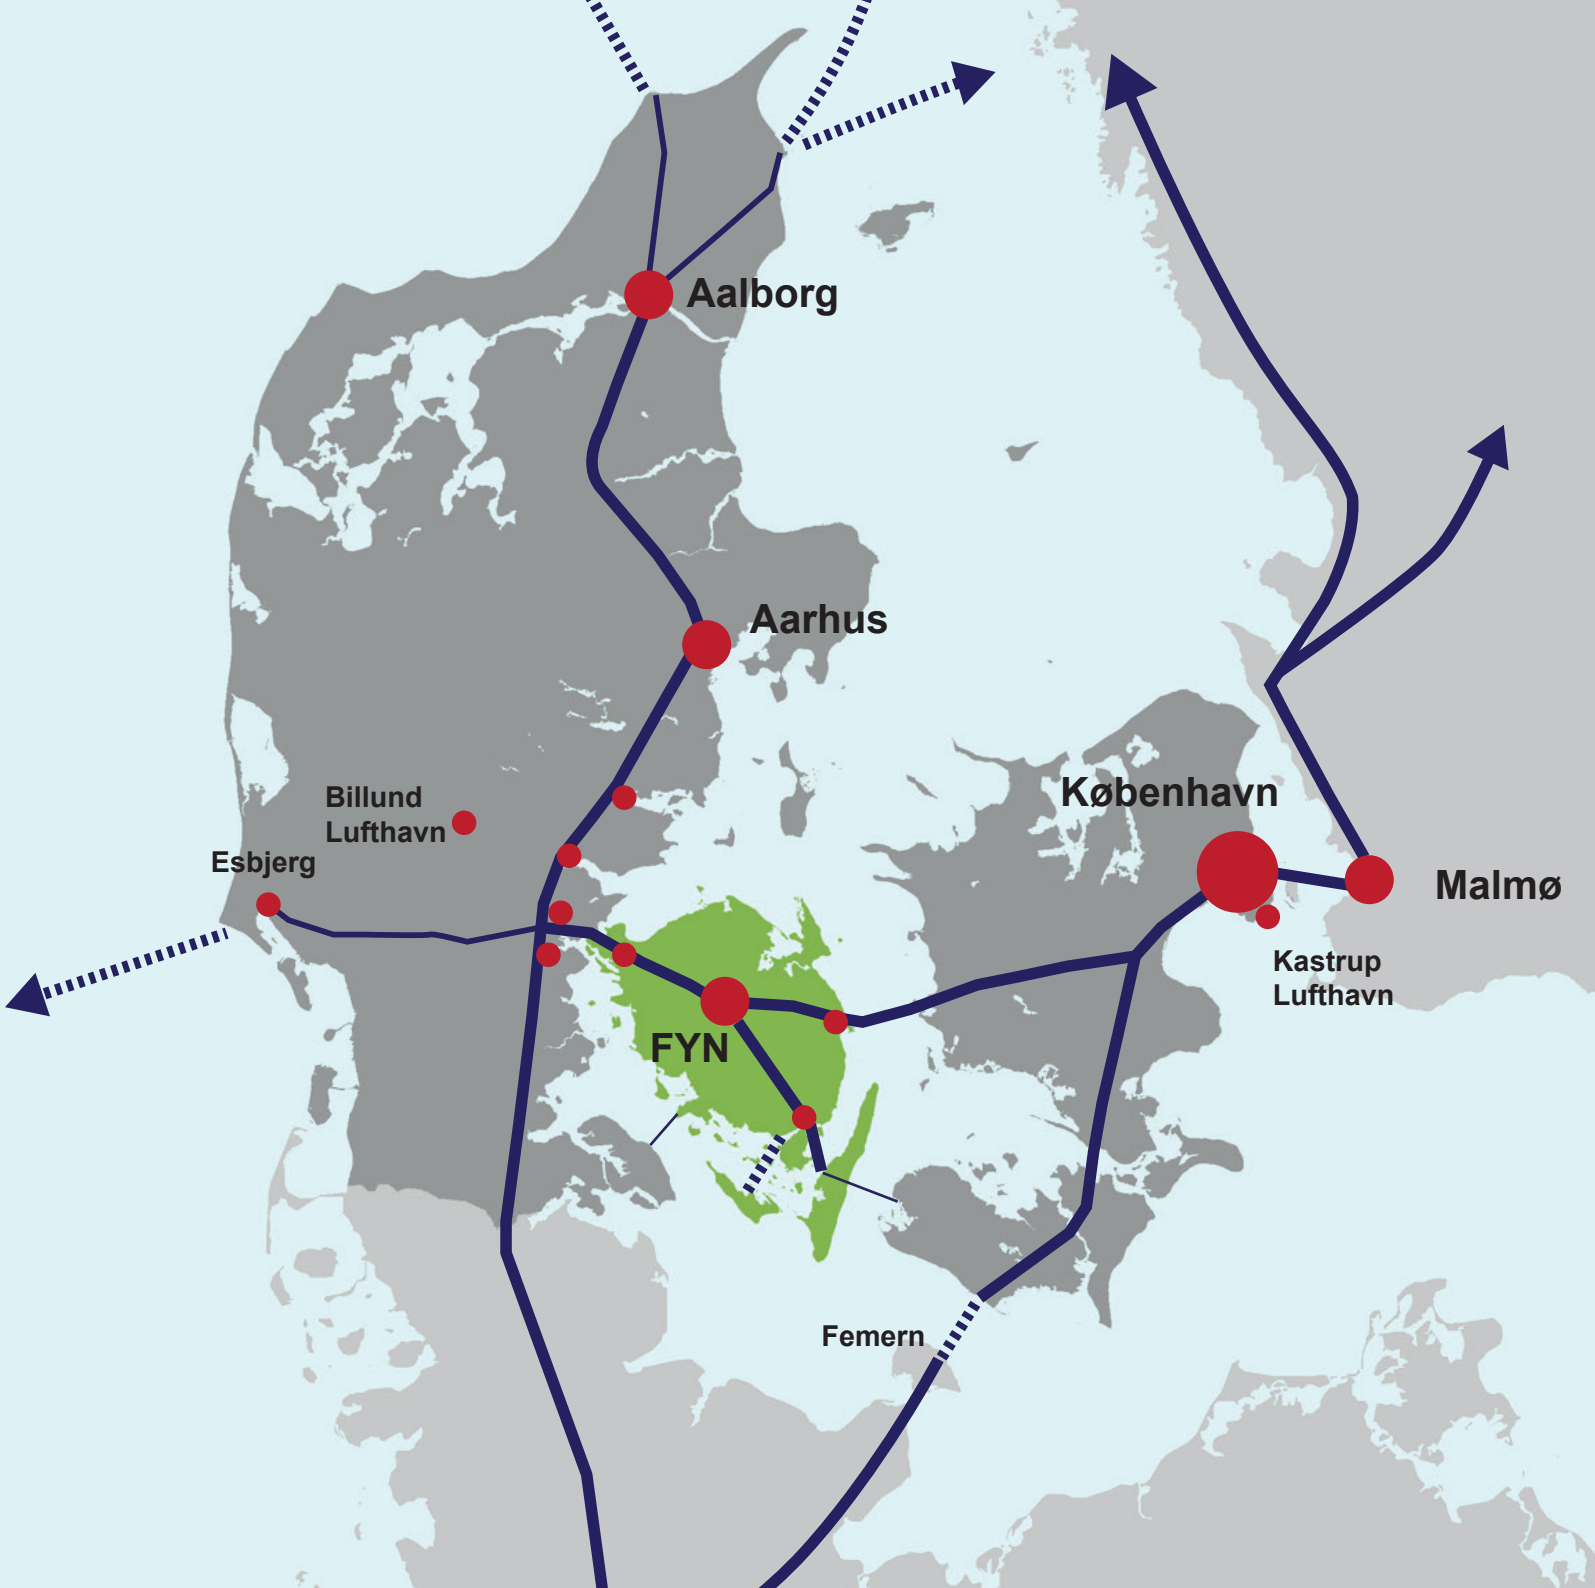 Aalborg
Aarhus
København
Billund
Lufthavn
Esbjerg
Malmø
Kastrup
Lufthavn
FYN
Femern